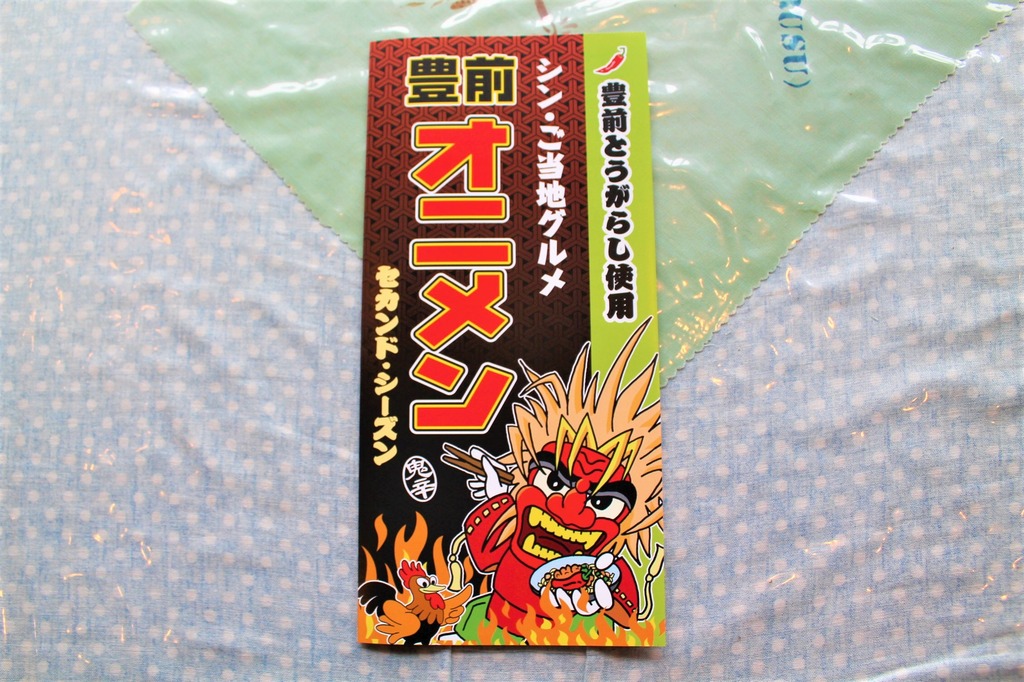 豊前とうがらし使用
シン・ご当地グルメ
豊前
オニメン
セカンド・シーズン
鬼辛
RUSU)